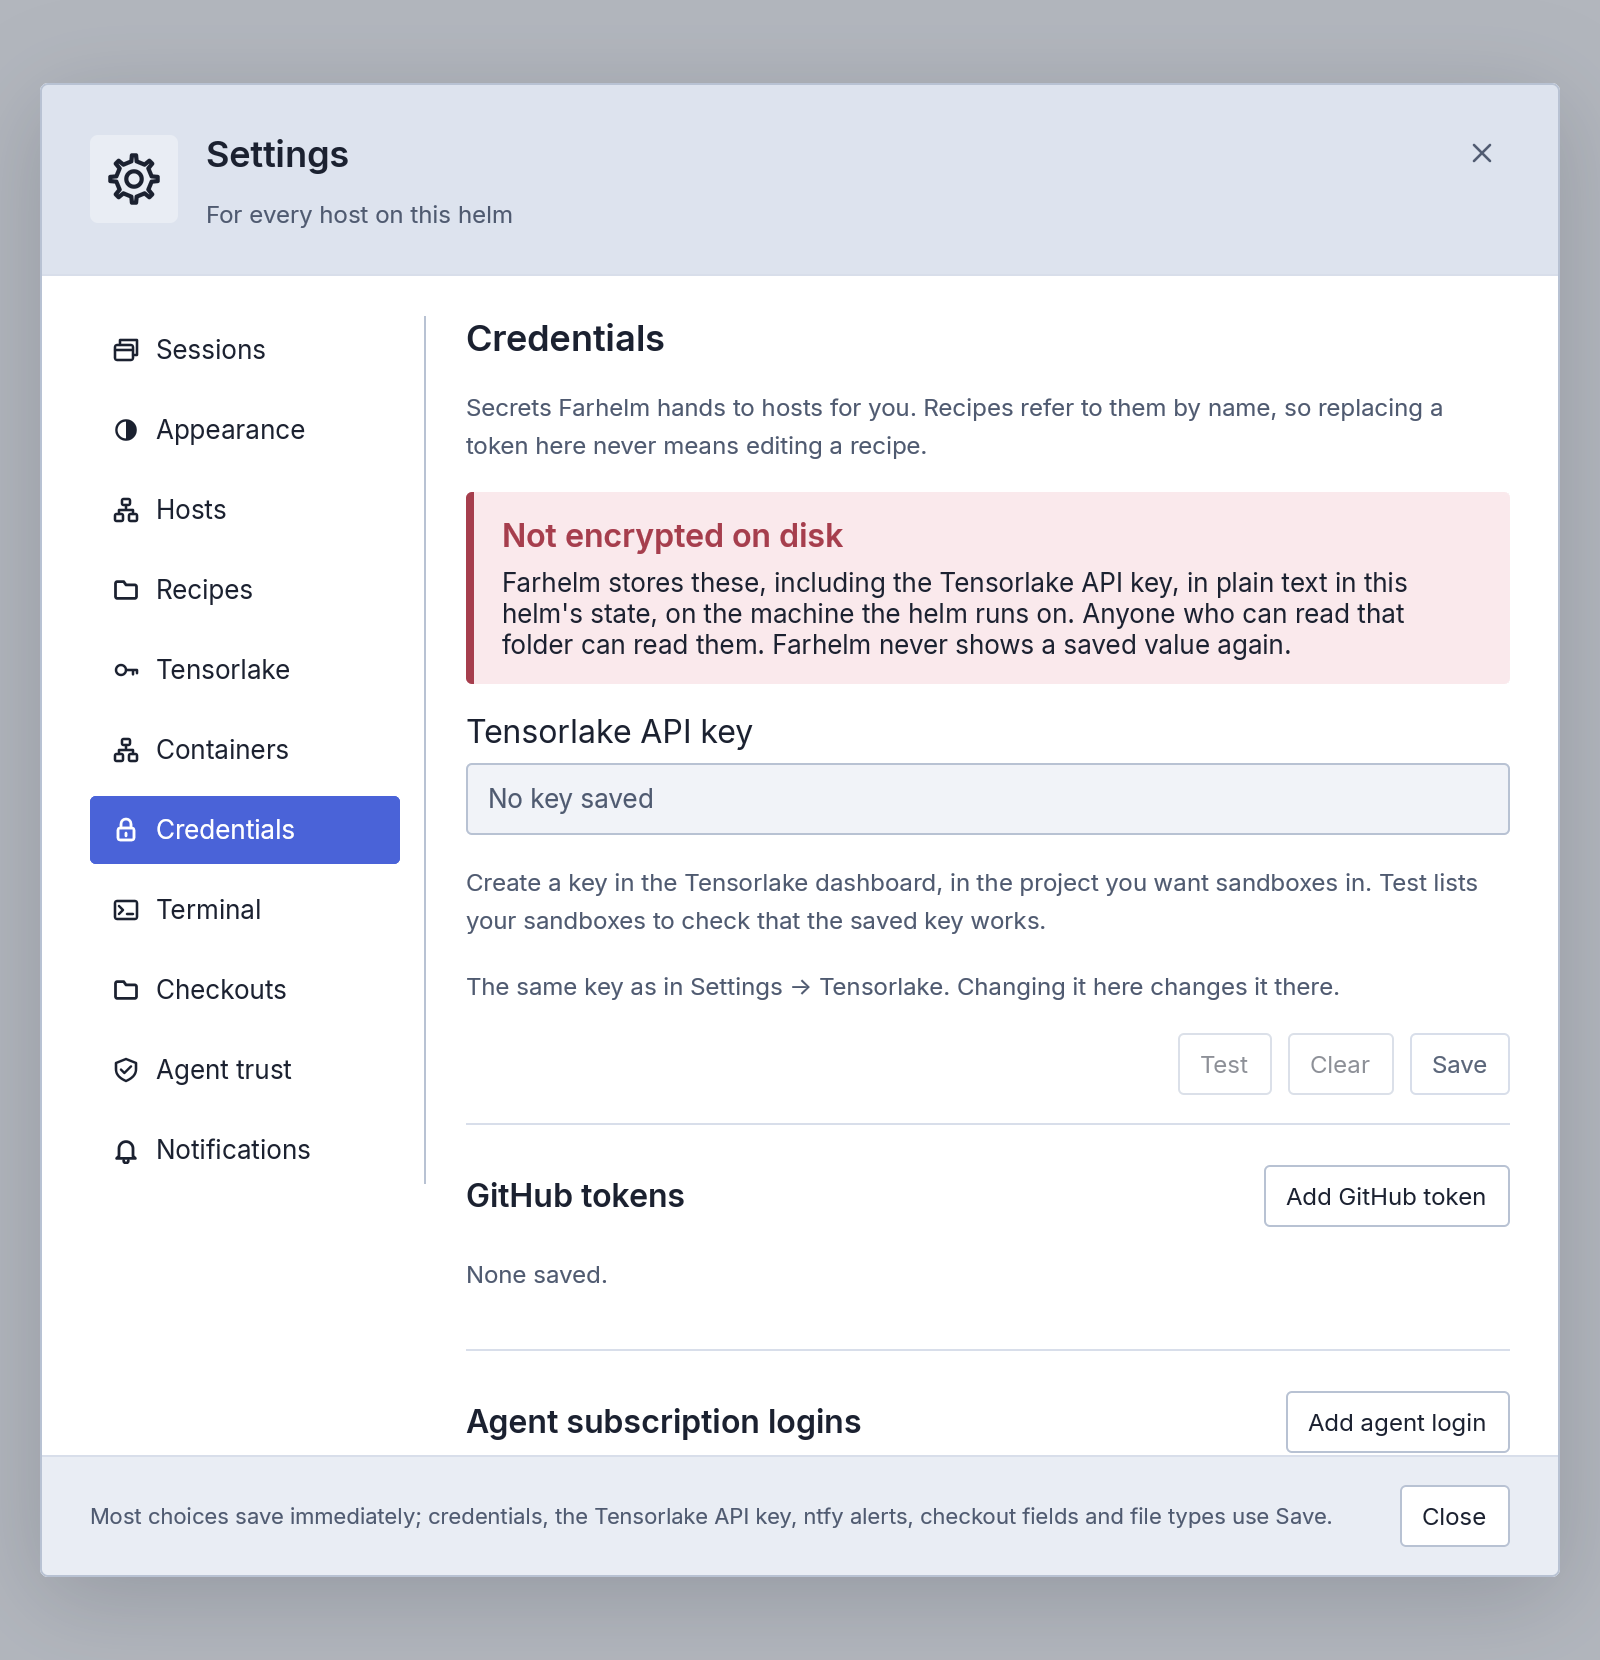 Settings
For every host on this helm
Sessions
Appearance
Hosts
Recipes
Tensorlake
Containers
Credentials
Terminal
Checkouts
Agent trust
Notifications
Credentials
Secrets Farhelm hands to hosts for you. Recipes refer to them by name, so replacing a
token here never means editing a recipe.
Not encrypted on disk
Farhelm stores these, including the Tensorlake API key, in plain text in this
helm's state, on the machine the helm runs on. Anyone who can read that
folder can read them. Farhelm never shows a saved value again.
Tensorlake API key
No key saved
Create a key in the Tensorlake dashboard, in the project you want sandboxes in. Test lists
your sandboxes to check that the saved key works.
The same key as in Settings → Tensorlake. Changing it here changes it there.
Test Clear Save
GitHub tokens Add GitHub token
None saved.
Agent subscription logins Add agent login
Most choices save immediately; credentials, the Tensorlake API key, ntfy alerts, checkout fields and file types use Save. Close